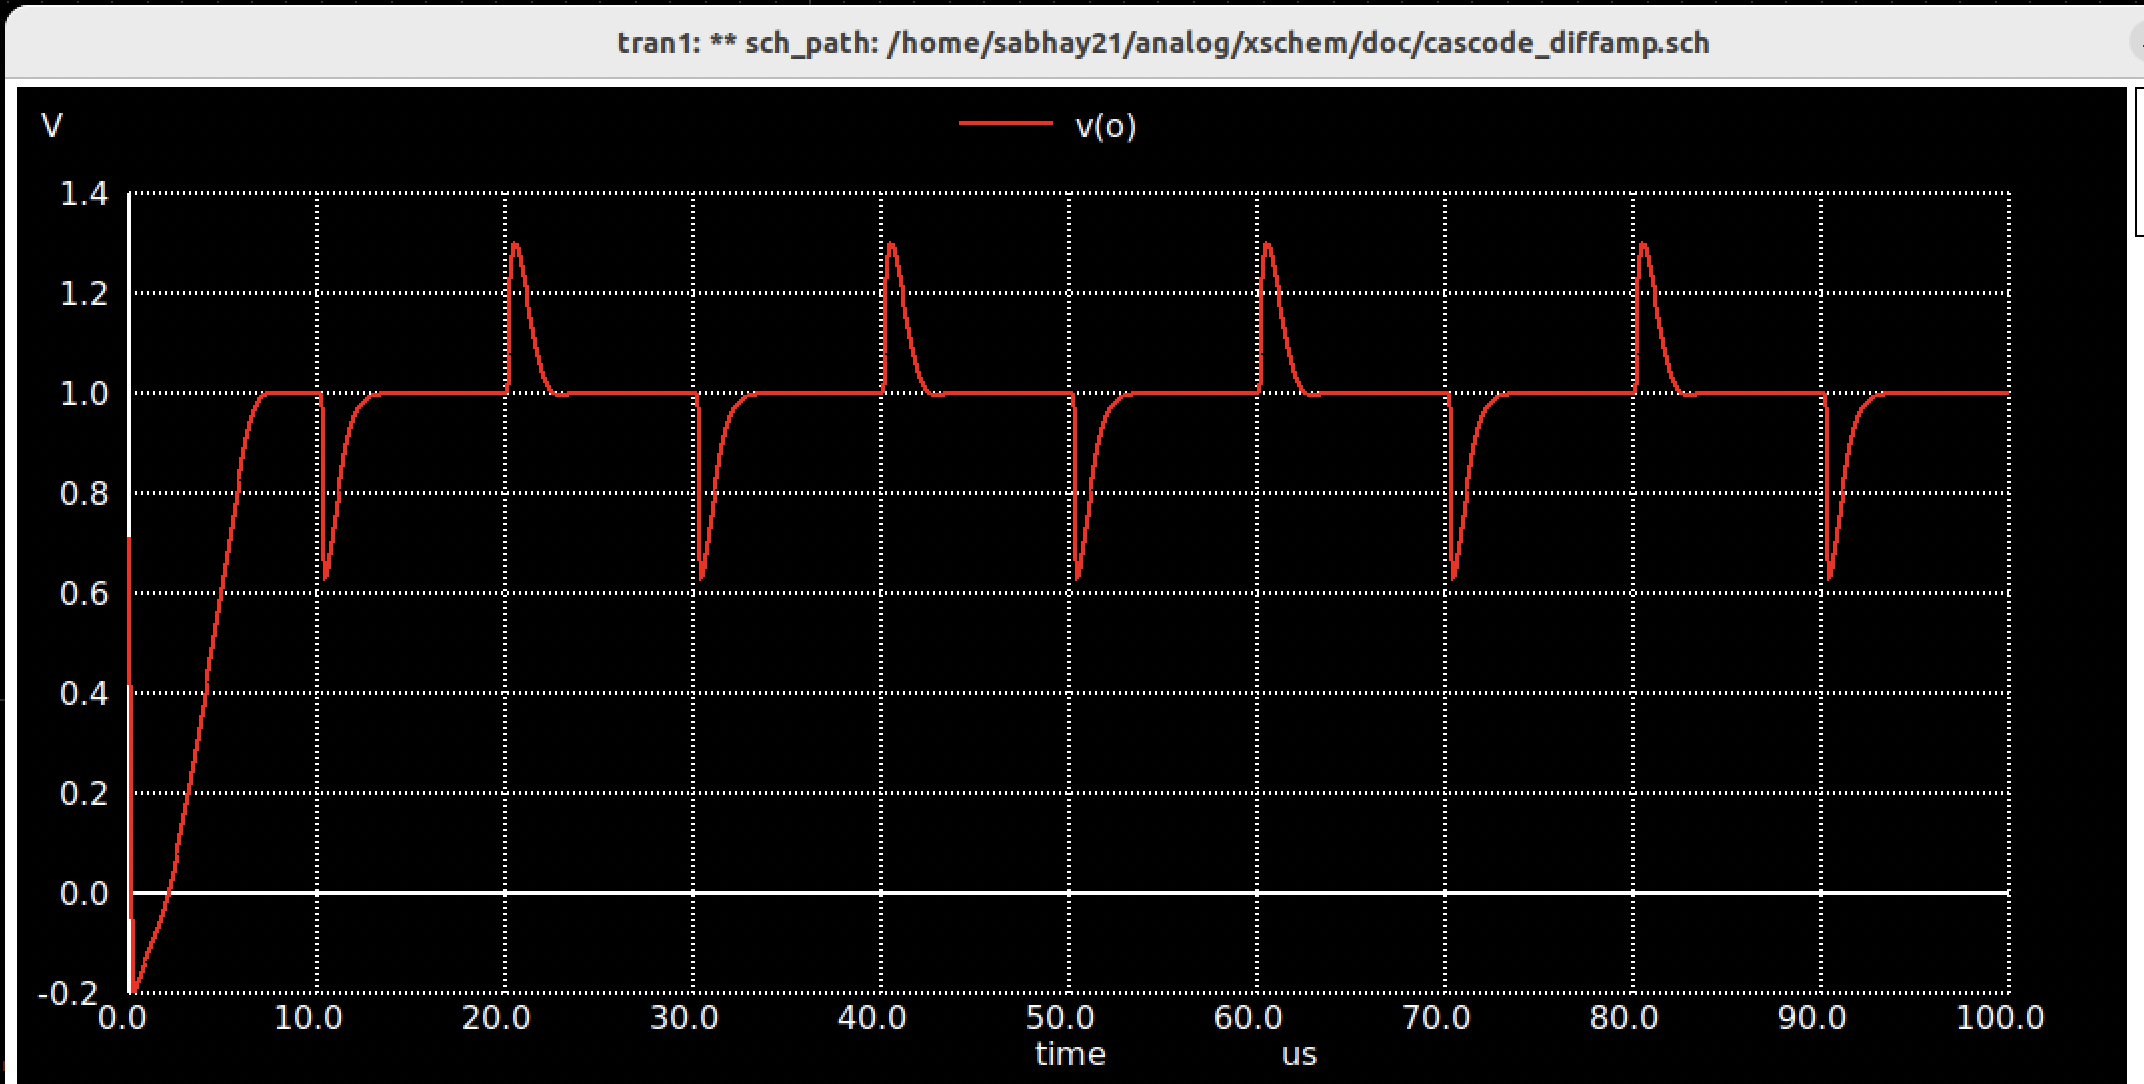 tran1: ** sch_path: /home/sabhay21/analog/xschem/doc/cascode_diffamp.sch
V
v(o)
1.4
1.2
1.0
0.8
0.6
0.4
0.2
0.0
-0.2
0.0 10.0 20.0 30.0 40.0 50.0 60.0 70.0 80.0 90.0 100.0
time us